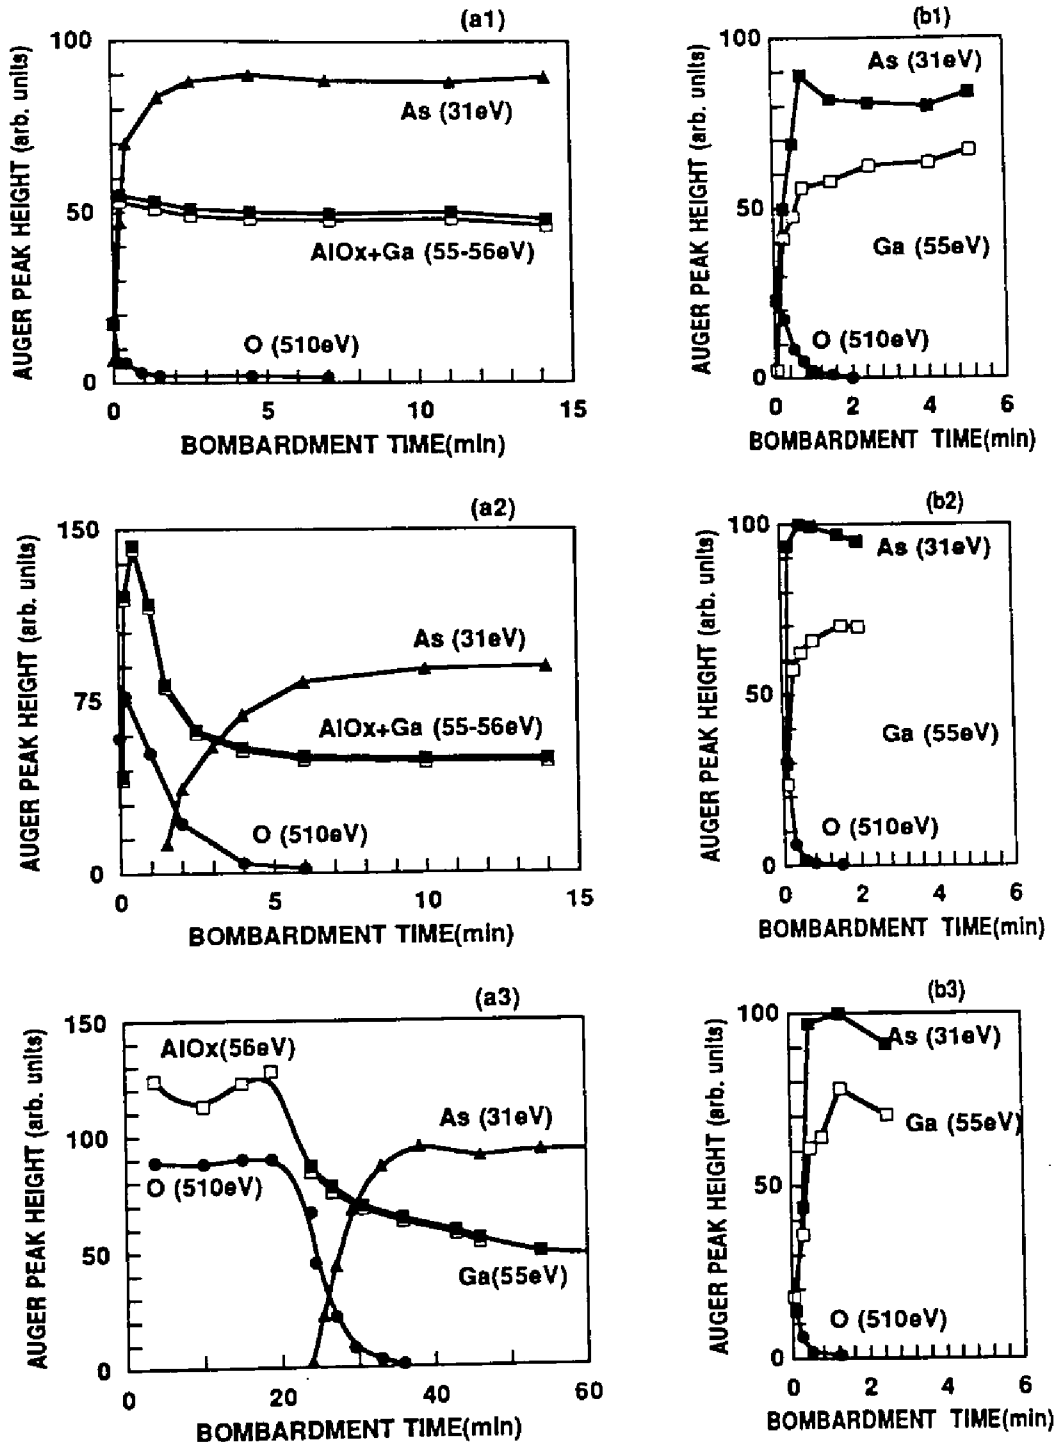 (a1)
AUGER PEAK HEIGHT (arb. units)
100
50
0
As (31eV)
AlOx+Ga (55-56eV)
O (510eV)
0 5 10 15
BOMBARDMENT TIME(min)
(b1)
AUGER PEAK HEIGHT (arb. units)
100
50
0
As (31eV)
Ga (55eV)
O (510eV)
0 2 4 6
BOMBARDMENT TIME(min)
(a2)
AUGER PEAK HEIGHT (arb. units)
150
75
0
As (31eV)
AlOx+Ga (55-56eV)
O (510eV)
0 5 10 15
BOMBARDMENT TIME(min)
(b2)
AUGER PEAK HEIGHT (arb. units)
100
50
0
As (31eV)
Ga (55eV)
O (510eV)
0 2 4 6
BOMBARDMENT TIME(min)
(a3)
AUGER PEAK HEIGHT (arb. units)
150
100
50
0
AlOx(56eV)
As (31eV)
O (510eV)
Ga(55eV)
0 20 40 60
BOMBARDMENT TIME(min)
(b3)
AUGER PEAK HEIGHT (arb. units)
100
50
0
As (31eV)
Ga (55eV)
O (510eV)
0 2 4 6
BOMBARDMENT TIME(min)